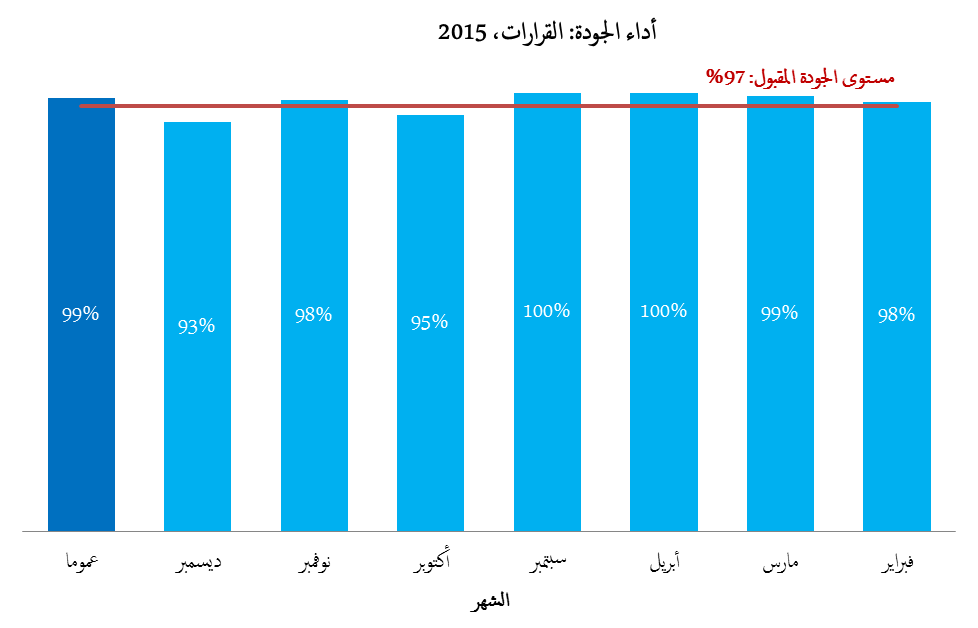 أداء الجودة: القرارات، 2015
مستوى الجودة المقبول: 97%
98%
99%
100%
100%
95%
98%
93%
99%
فبراير
مارس
أبريل
سبتمبر
أكتوبر
نوفمبر
ديسمبر
عموما
الشهر